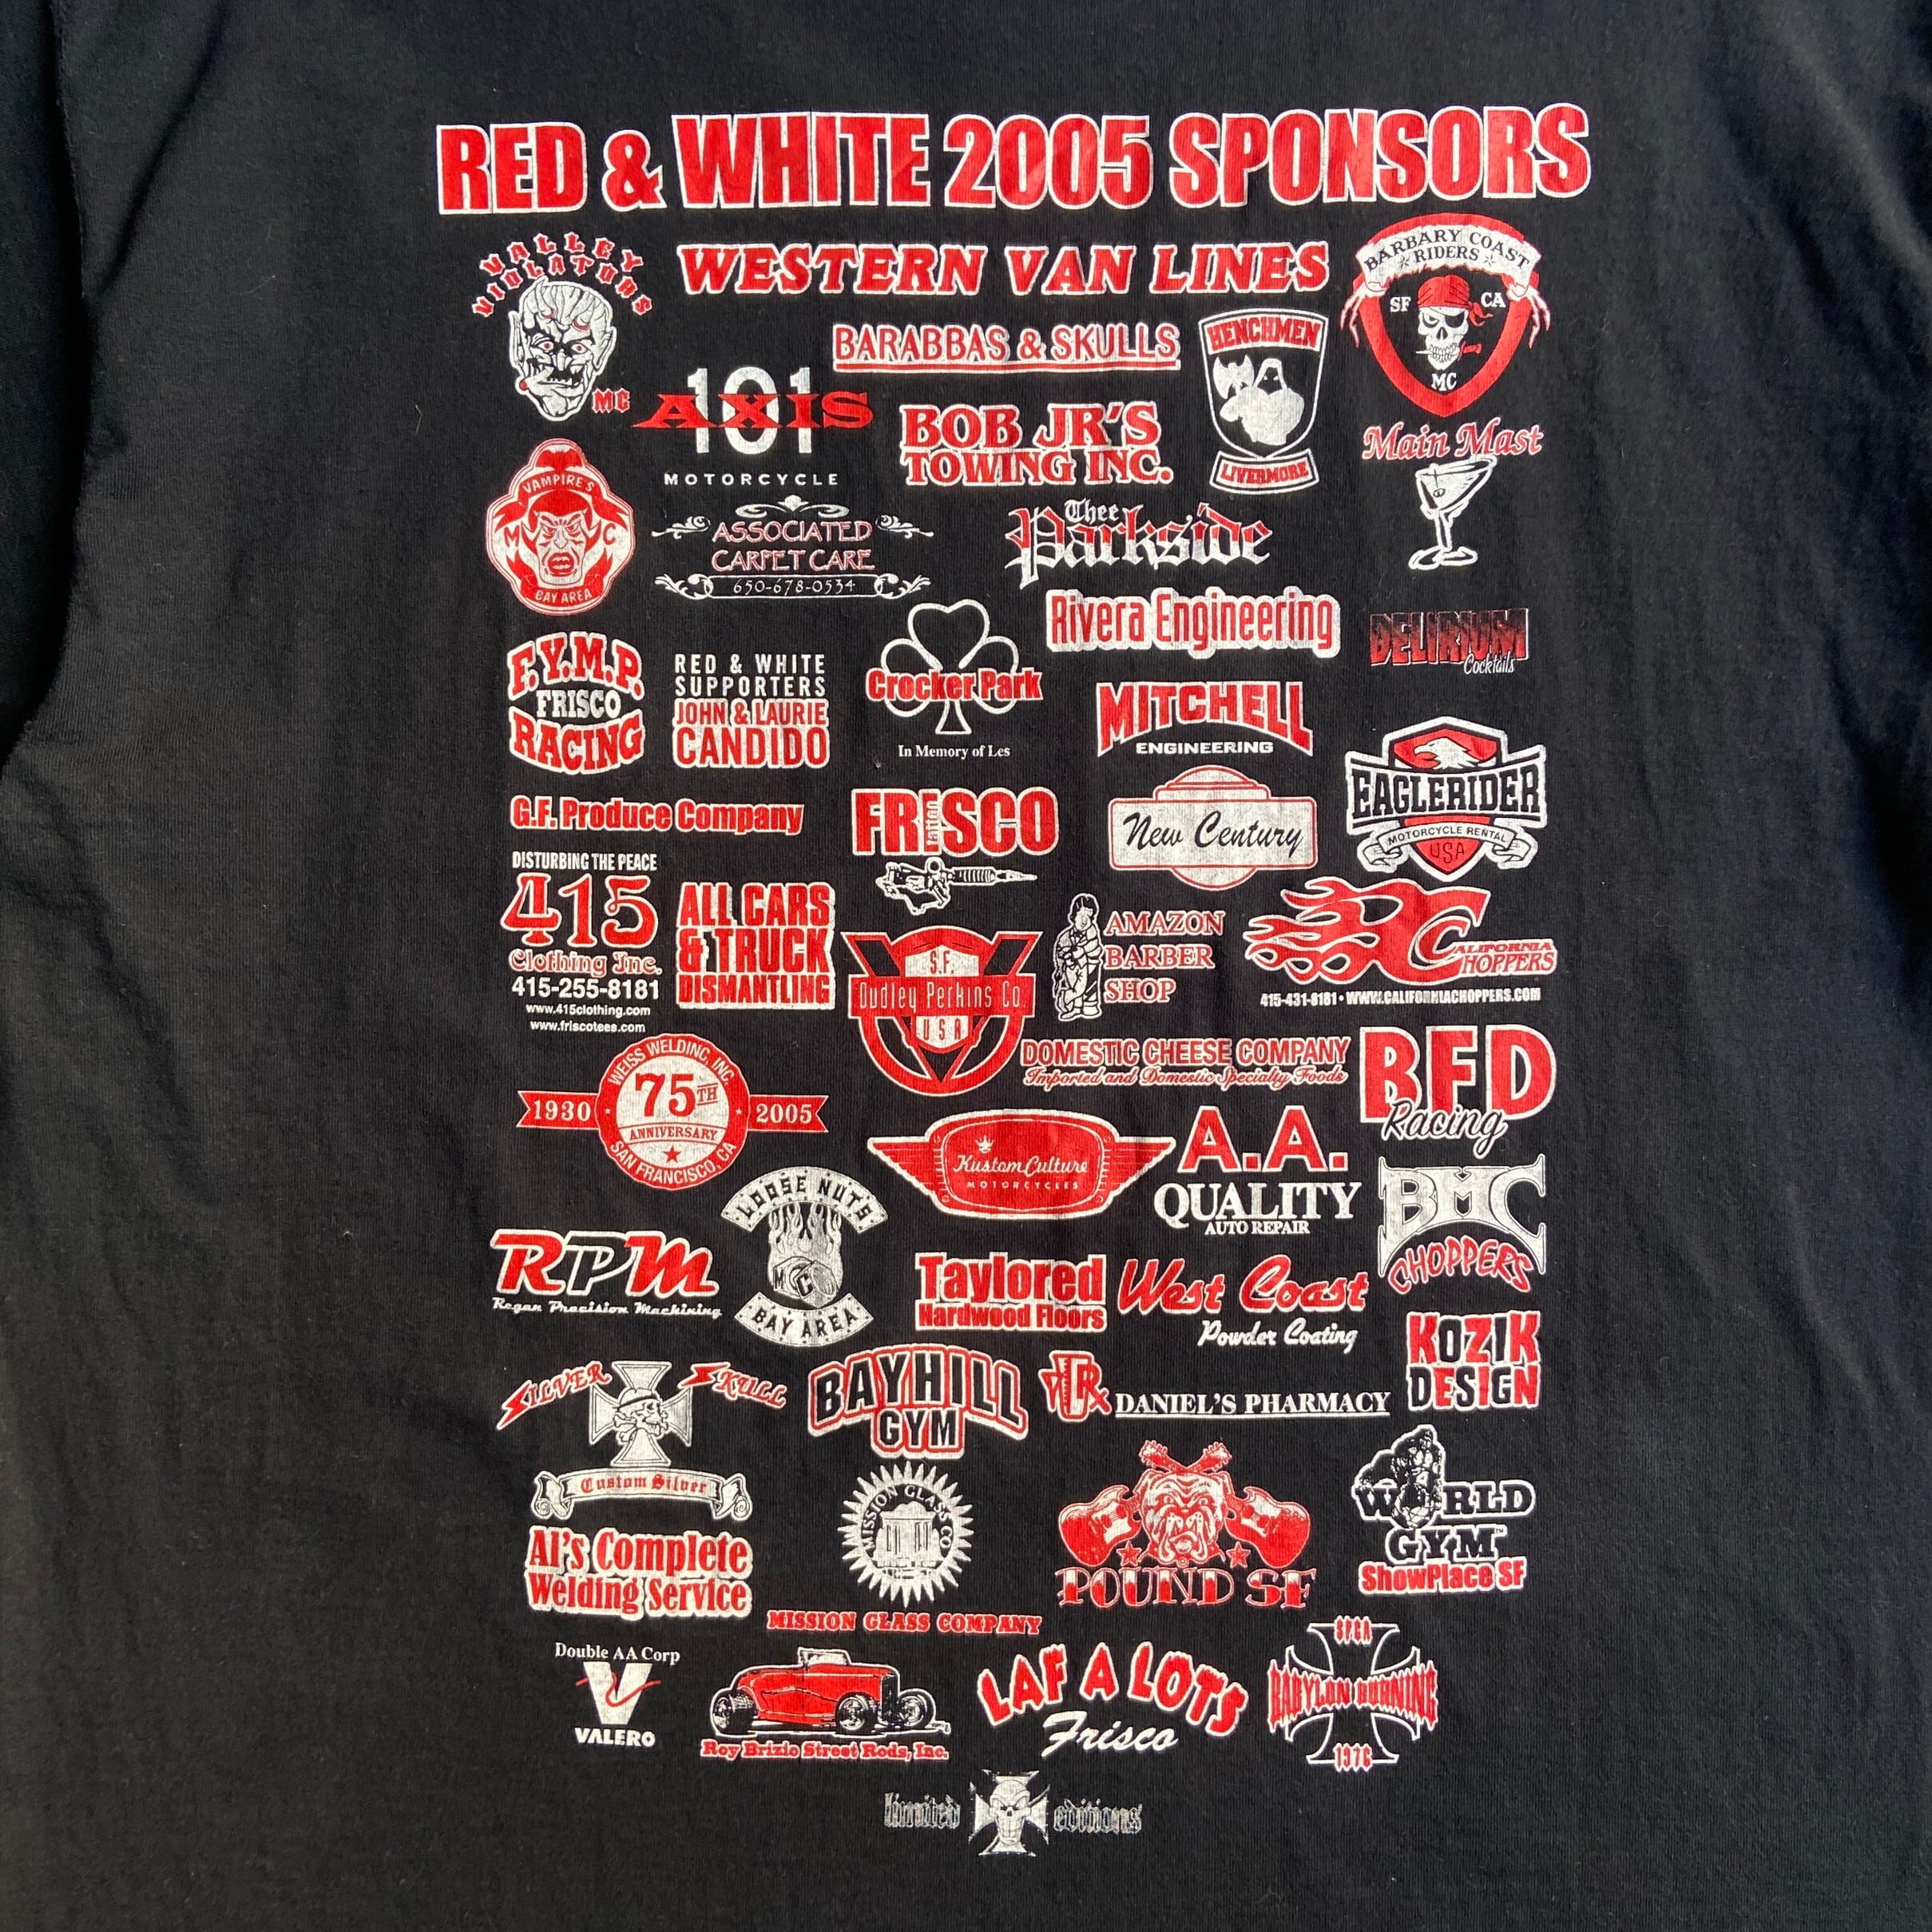 RED & WHITE 2005 SPONSORS
VALLEY
VIOLATORS
MC
WESTERN VAN LINES
BARBARY COAST
RIDERS
SF CA
MC
BARABBAS & SKULLS
HENCHMEN
LIVERMORE
101
AXIS
MOTORCYCLE
BOB JR'S
TOWING INC.
Main Mast
VAMPIRE'S
M C
BAY AREA
ASSOCIATED
CARPET CARE
650-678-0534
Thee
Parkside
Rivera Engineering
DELIRIUM
Cocktails
F.Y.M.P.
FRISCO
RACING
RED & WHITE
SUPPORTERS
JOHN & LAURIE
CANDIDO
Crocker Park
In Memory of Les
MITCHELL
ENGINEERING
EAGLERIDER
MOTORCYCLE RENTAL
USA
G.F. Produce Company
FRISCO
tattoo
New Century
DISTURBING THE PEACE
415
Clothing Inc.
415-255-8181
www.415clothing.com
www.friscotees.com
ALL CARS
& TRUCK
DISMANTLING
S.F.
Dudley Perkins Co.
USA
AMAZON
BARBER
SHOP
CALIFORNIA
CHOPPERS
415-431-8181 • WWW.CALIFORNIACHOPPERS.COM
WEISS WELDING, INC.
1930 75TH 2005
ANNIVERSARY
SAN FRANCISCO, CA
DOMESTIC CHEESE COMPANY
Imported and Domestic Specialty Foods
BFD
Racing
Kustom Culture
MOTORCYCLES
A.A.
QUALITY
AUTO REPAIR
BMC
CHOPPERS
LOOSE NUTS
MC
BAY AREA
RPM
Regan Precision Machining
Taylored
Hardwood Floors
West Coast
Powder Coating
KOZIK
DESIGN
SILVER SKULL
Custom Silver
BAYHILL
GYM
DANIEL'S PHARMACY
MISSION GLASS CO
MISSION GLASS COMPANY
POUND SF
WORLD
GYM
ShowPlace SF
Al's Complete
Welding Service
Double AA Corp
V
VALERO
Roy Brizio Street Rods, Inc.
LAF A LOTS
Frisco
SFCA
BABYLON BURNING
1976
limited editions